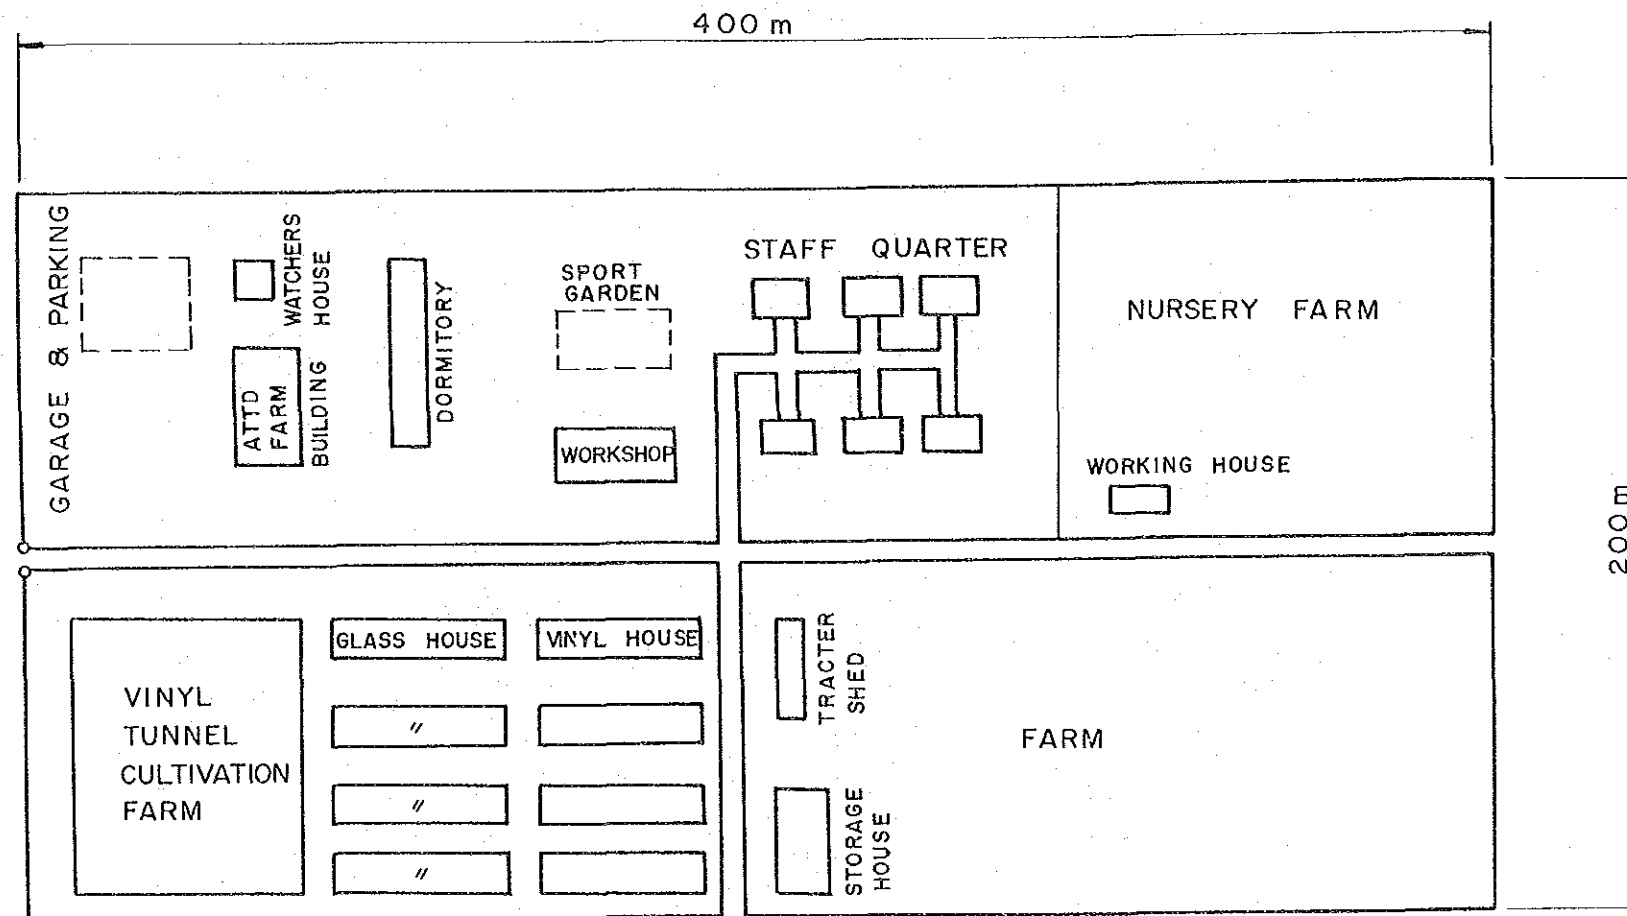 400 m
GARAGE & PARKING
WATCHERS
HOUSE
ATTD
FARM
BUILDING
DORMITORY
SPORT
GARDEN
WORKSHOP
STAFF QUARTER
NURSERY FARM
WORKING HOUSE
200 m
VINYL
TUNNEL
CULTIVATION
FARM
GLASS HOUSE
〃
〃
〃
VINYL HOUSE
TRACTER
SHED
STORAGE
HOUSE
FARM